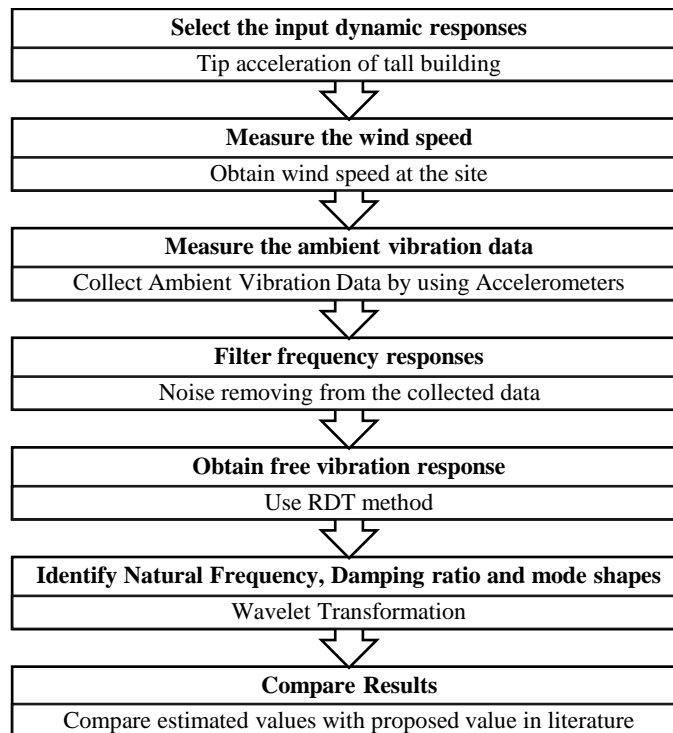 Select the input dynamic responses
Tip acceleration of tall building
Measure the wind speed
Obtain wind speed at the site
Measure the ambient vibration data
Collect Ambient Vibration Data by using Accelerometers
Filter frequency responses
Noise removing from the collected data
Obtain free vibration response
Use RDT method
Identify Natural Frequency, Damping ratio and mode shapes
Wavelet Transformation
Compare Results
Compare estimated values with proposed value in literature